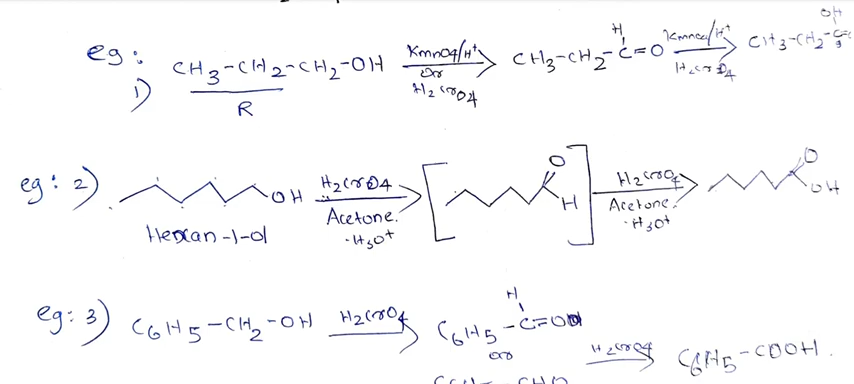 eg: 1) CH3-CH2-CH2-OH KMnO4/H+ or H2CrO4 CH3-CH2-C=O H KMnO4/H+ H2CrO4 CH3-CH2-C=O OH
R
eg: 2) OH H2CrO4 Acetone. H3O+ O H H2CrO4 Acetone. H3O+ O OH
Hexan-1-ol
eg: 3) C6H5-CH2-OH H2CrO4 C6H5-C=O H
or H2CrO4 C6H5-COOH.